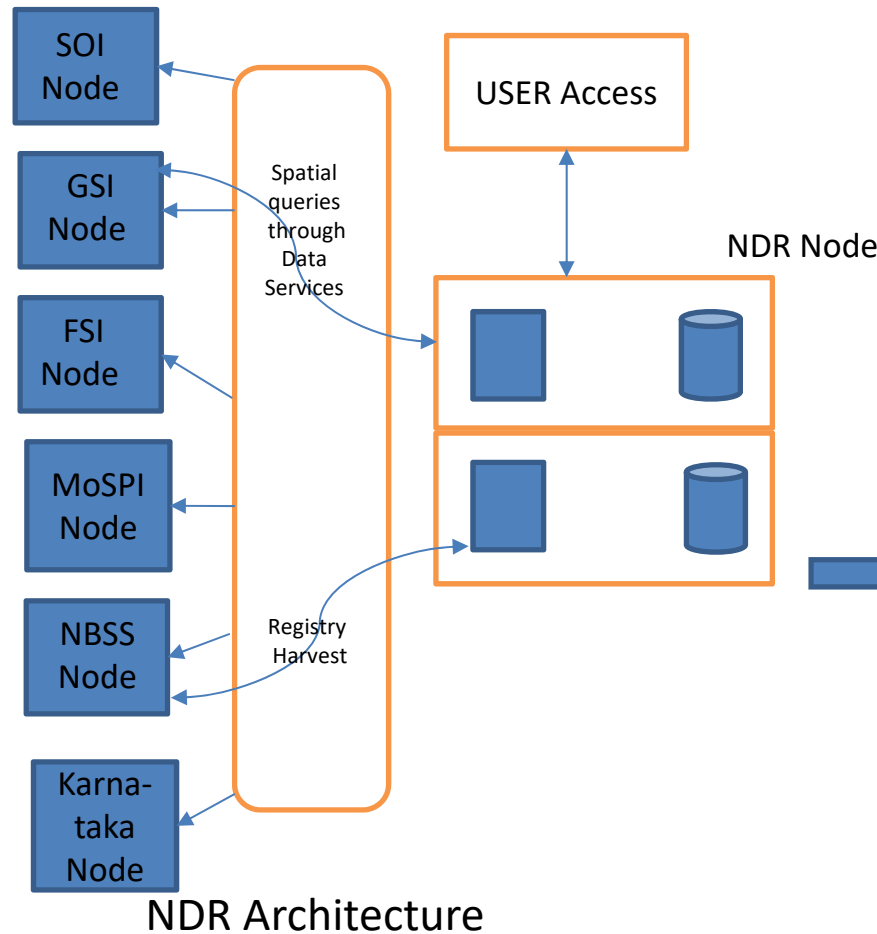 SOI
Node
GSI
Node
FSI
Node
MoSPI
Node
NBSS
Node
Karna-
taka
Node
Spatial
queries
through
Data
Services
Registry
Harvest
USER Access
NDR Node
NDR Architecture